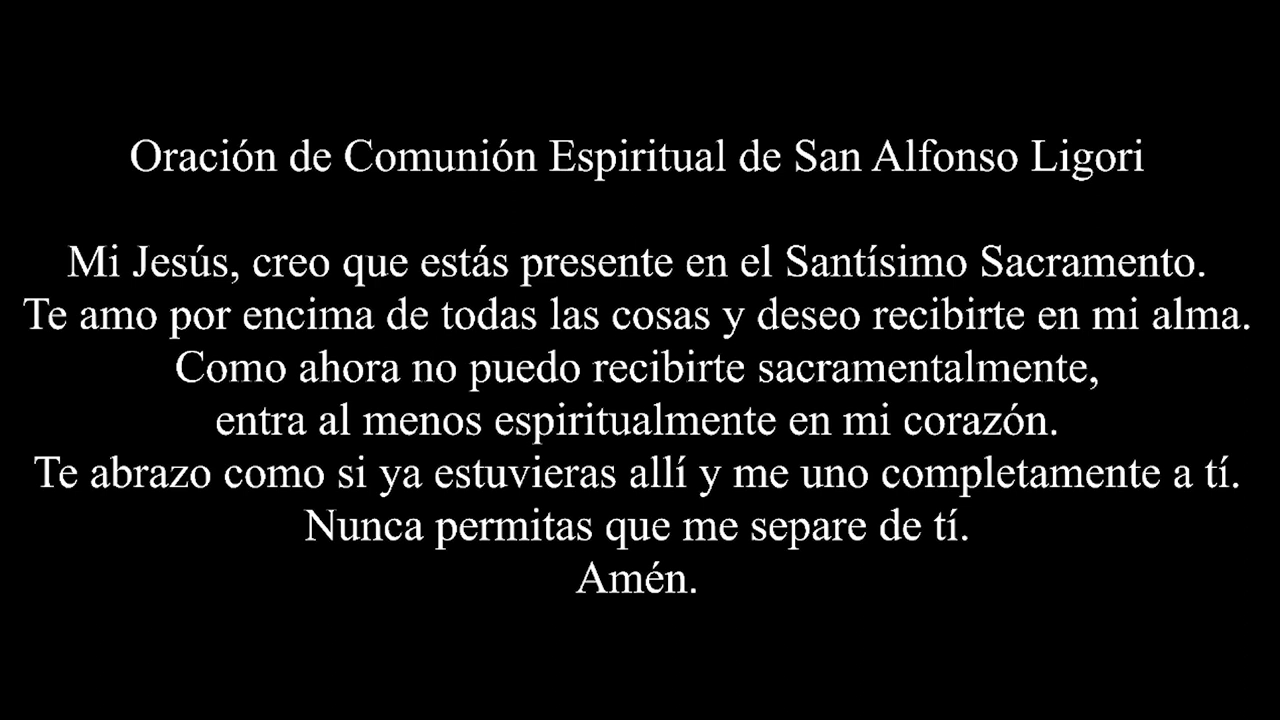 Oración de Comunión Espiritual de San Alfonso Ligori
Mi Jesús, creo que estás presente en el Santísimo Sacramento.
Te amo por encima de todas las cosas y deseo recibirte en mi alma.
Como ahora no puedo recibirte sacramentalmente,
entra al menos espiritualmente en mi corazón.
Te abrazo como si ya estuvieras allí y me uno completamente a tí.
Nunca permitas que me separe de tí.
Amén.